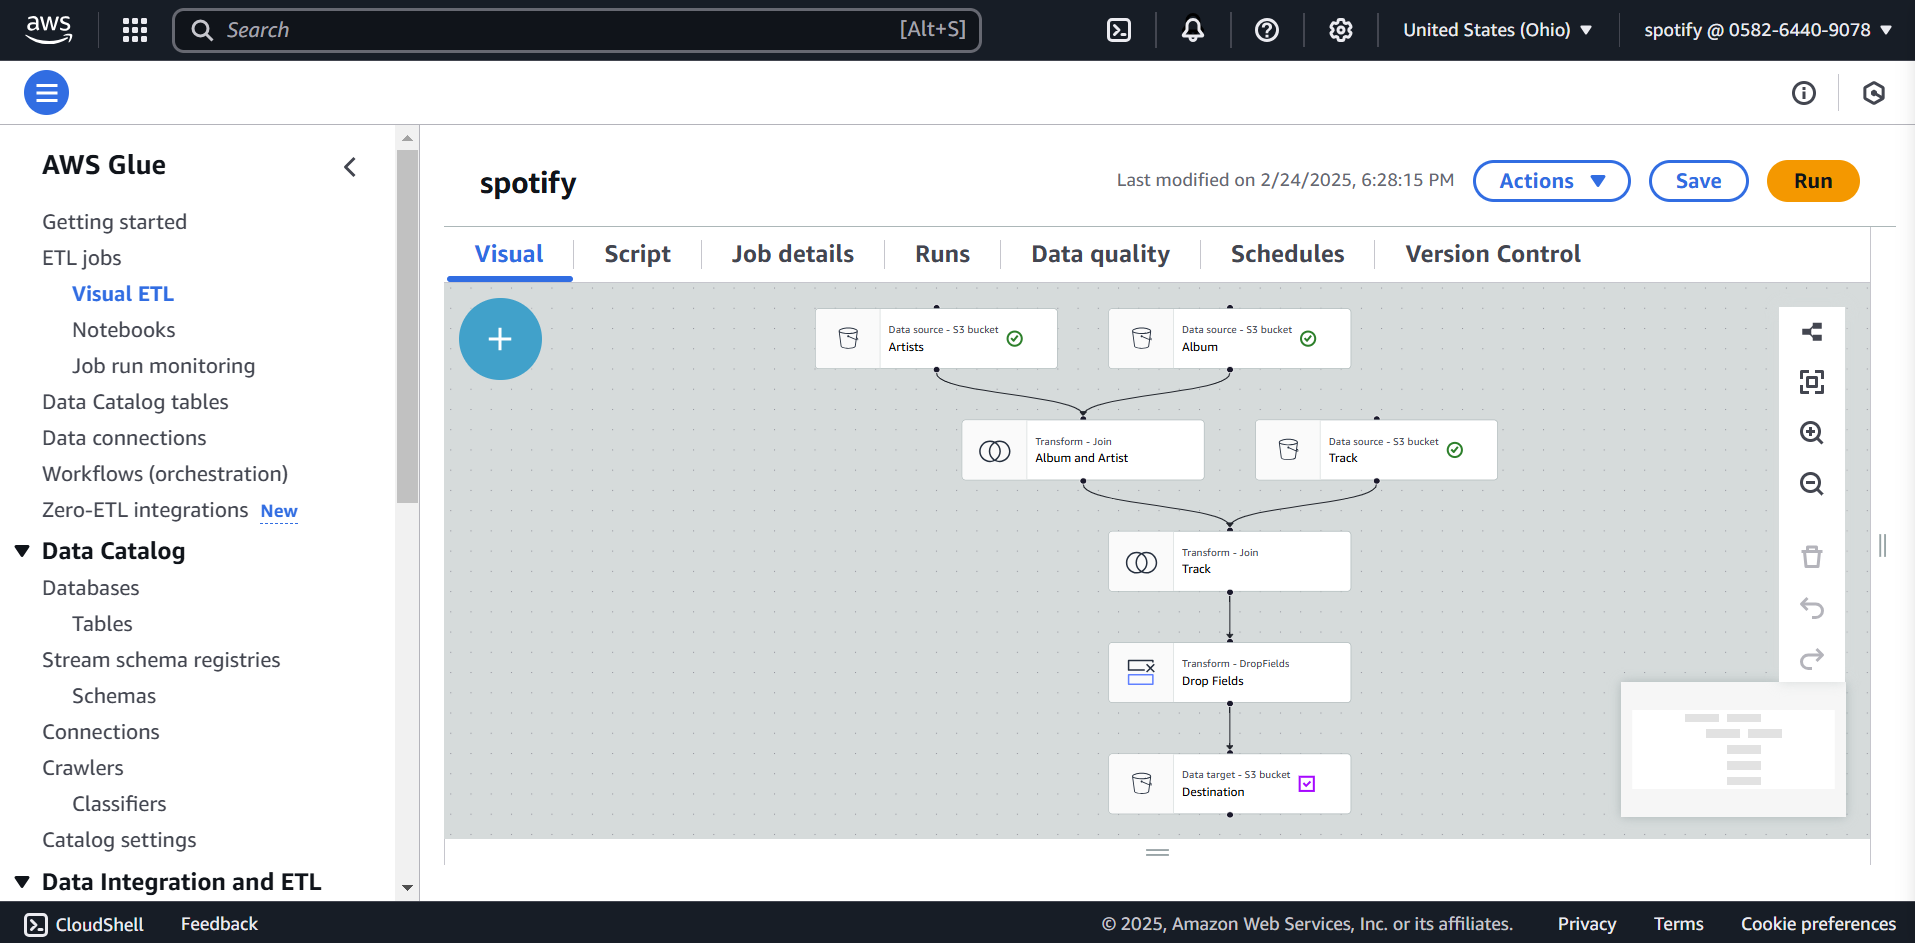 aws
Search [Alt+S]
United States (Ohio)
spotify @ 0582-6440-9078
AWS Glue
Getting started
ETL jobs
Visual ETL
Notebooks
Job run monitoring
Data Catalog tables
Data connections
Workflows (orchestration)
Zero-ETL integrations New
Data Catalog
Databases
Tables
Stream schema registries
Schemas
Connections
Crawlers
Classifiers
Catalog settings
Data Integration and ETL
spotify
Last modified on 2/24/2025, 6:28:15 PM
Actions
Save
Run
Visual
Script
Job details
Runs
Data quality
Schedules
Version Control
Data source - S3 bucket
Artists
Data source - S3 bucket
Album
Transform - Join
Album and Artist
Data source - S3 bucket
Track
Transform - Join
Track
Transform - DropFields
Drop Fields
Data target - S3 bucket
Destination
CloudShell
Feedback
© 2025, Amazon Web Services, Inc. or its affiliates.
Privacy
Terms
Cookie preferences